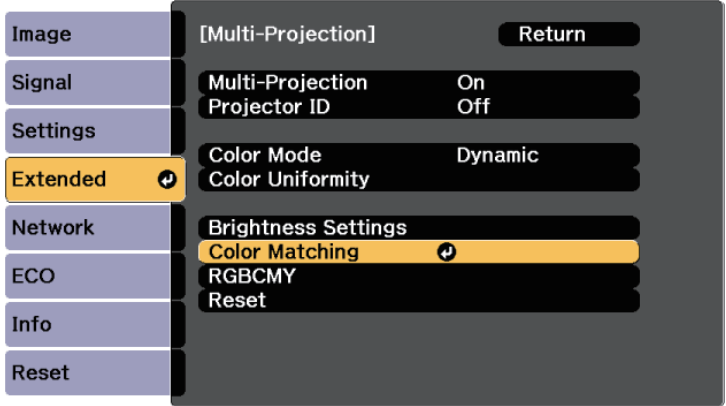 Image
Signal
Settings
Extended
Network
ECO
Info
Reset
[Multi-Projection] Return
Multi-Projection On
Projector ID Off
Color Mode Dynamic
Color Uniformity
Brightness Settings
Color Matching
RGBCMY
Reset